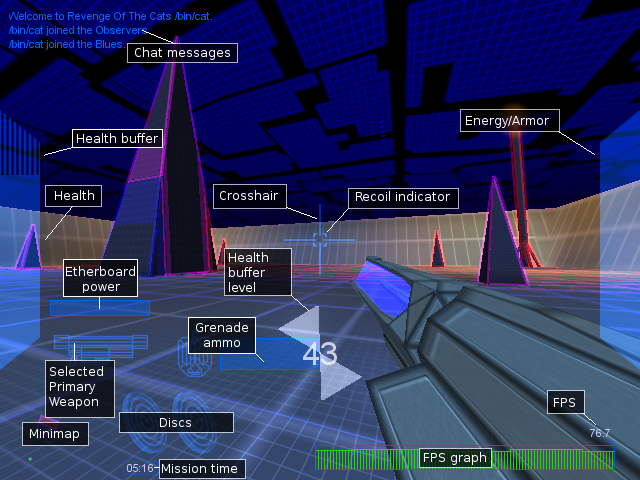 Welcome to Revenge Of The Cats /bin/cat.
/bin/cat joined the Observers.
/bin/cat joined the Blues.
Chat messages
Energy/Armor
Health buffer
Health
Crosshair
Recoil indicator
Health
buffer
level
Etherboard
power
Grenade
ammo
43
Selected
Primary
Weapon
FPS
Discs
Minimap
76.7
FPS graph
05:16
Mission time